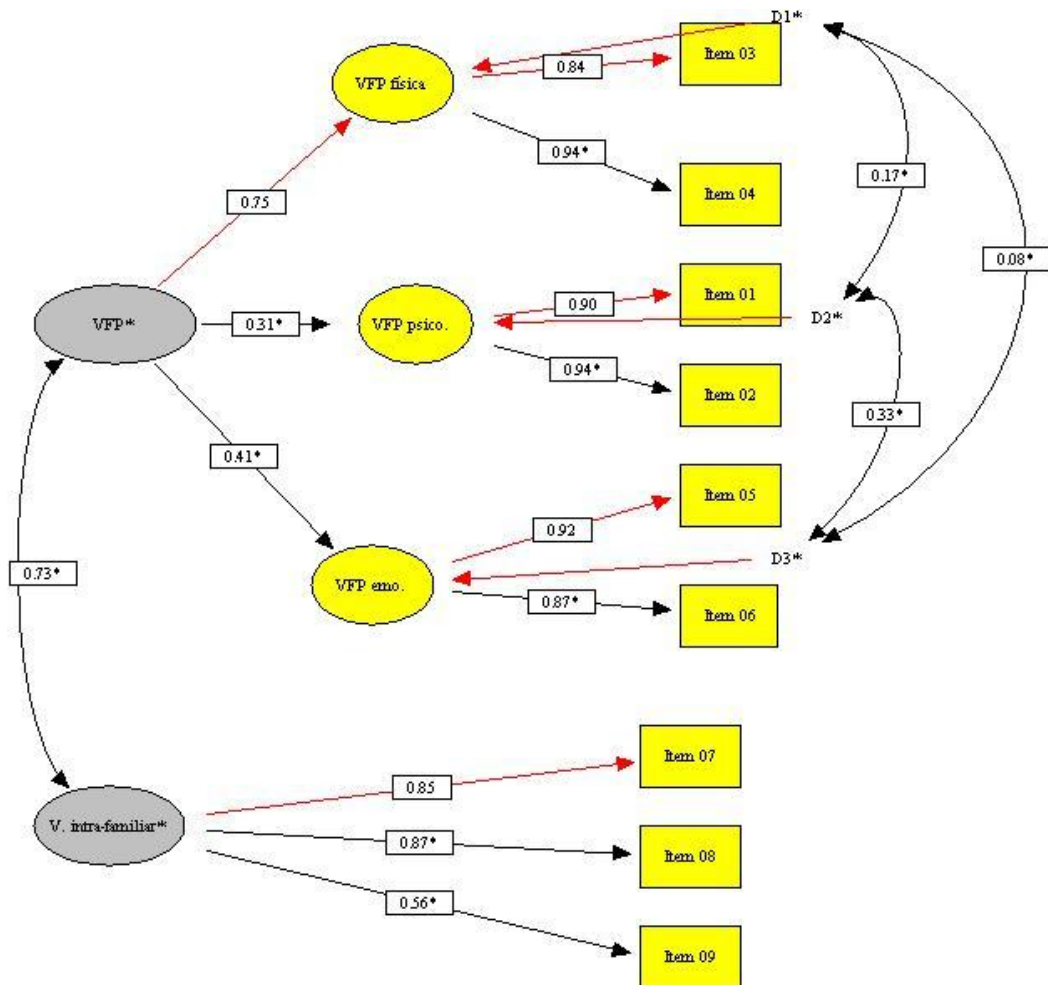 D1*
Item 03
VFP física
0.84
0.94*
0.17*
Item 04
0.75
0.08*
Item 01
0.90
VFP*
0.31*
VFP psico.
D2*
0.94*
Item 02
0.33*
0.41*
Item 05
0.92
D3*
0.73*
VFP emo.
0.87*
Item 06
Item 07
0.85
V. intra-familiar*
0.87*
Item 08
0.56*
Item 09